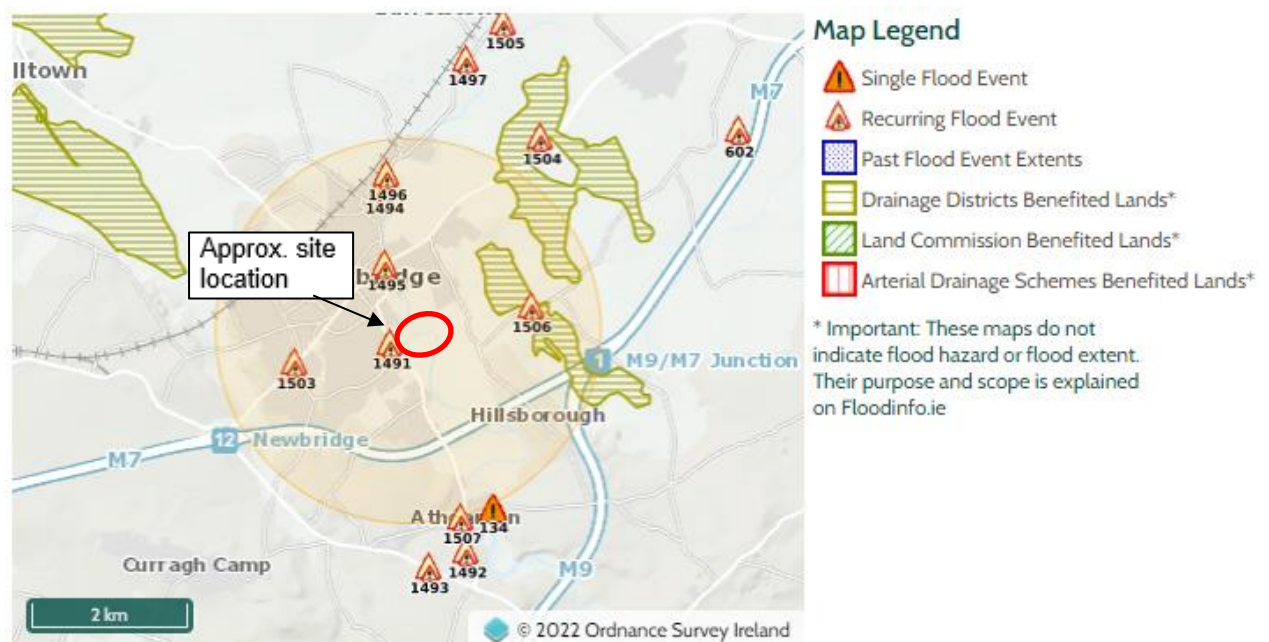 1505
lltown
1497
M7
1504
602
1496
1494
Approx. site
location
bridge
1495
1506
1491
1
M9/M7 Junction
1503
Hillsborough
12
Newbridge
M7
134
1507
Curragh Camp
1492
1493
M9
2 km
© 2022 Ordnance Survey Ireland
Map Legend
Single Flood Event
Recurring Flood Event
Past Flood Event Extents
Drainage Districts Benefited Lands*
Land Commission Benefited Lands*
Arterial Drainage Schemes Benefited Lands*
* Important: These maps do not
indicate flood hazard or flood extent.
Their purpose and scope is explained
on Floodinfo.ie